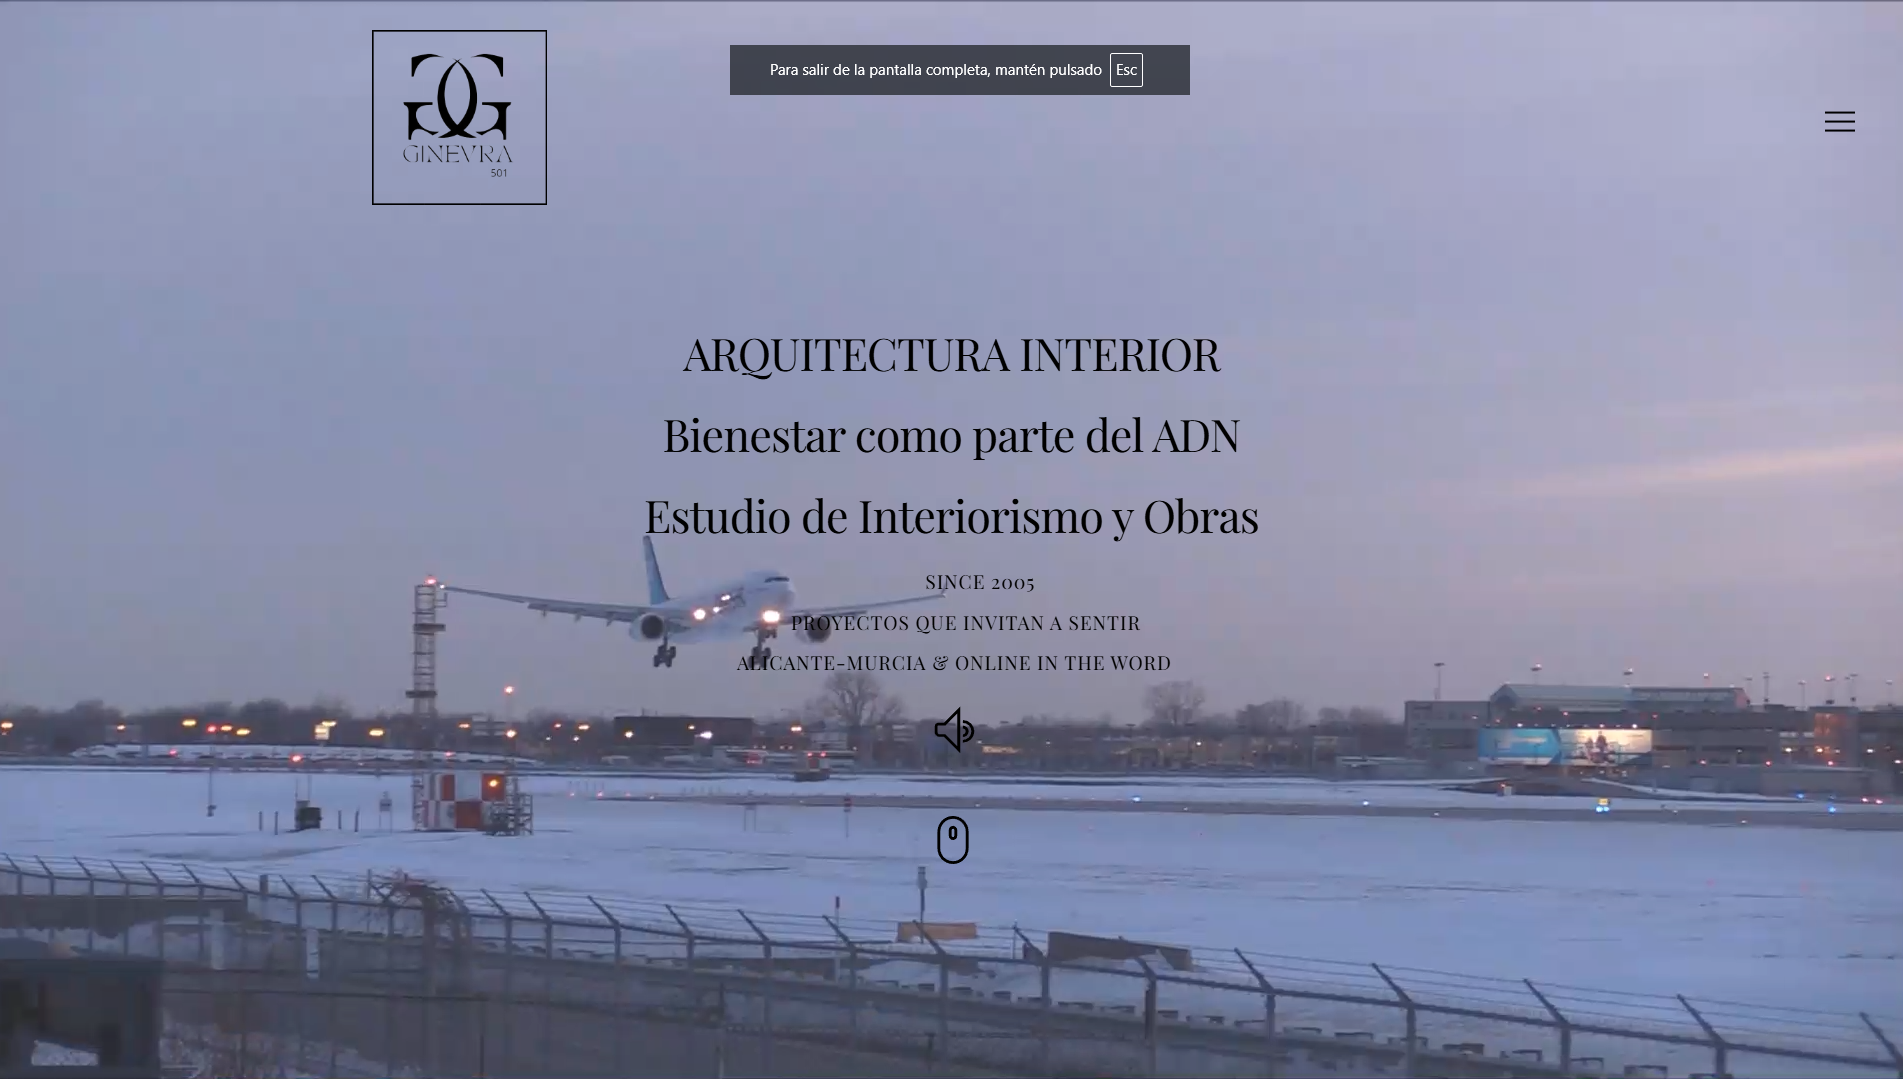 GINEVRA
501
Para salir de la pantalla completa, mantén pulsado Esc
ARQUITECTURA INTERIOR
Bienestar como parte del ADN
Estudio de Interiorismo y Obras
SINCE 2005
PROYECTOS QUE INVITAN A SENTIR
ALICANTE-MURCIA & ONLINE IN THE WORD